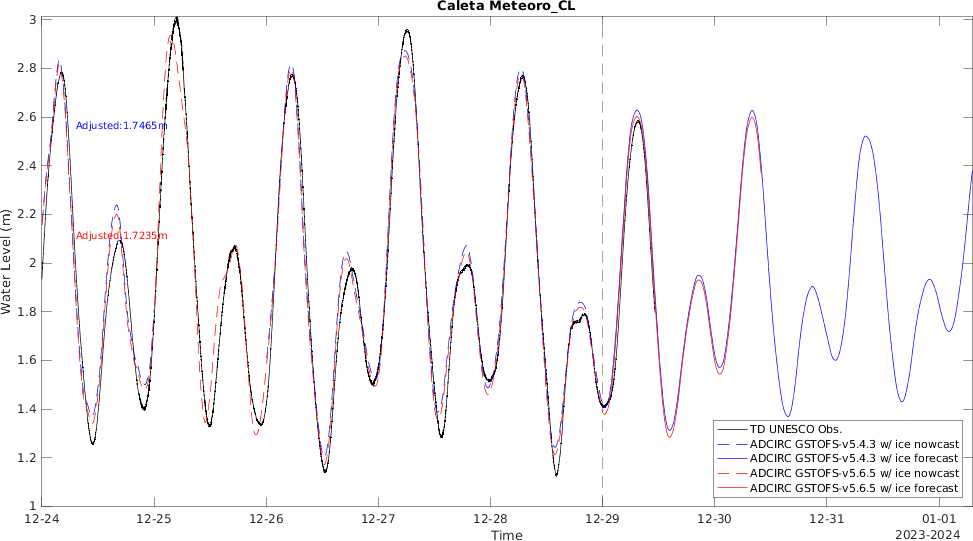 Caleta Meteoro_CL
3
2.8
2.6
2.4
2.2
2
1.8
1.6
1.4
1.2
1
Water Level (m)
Adjusted:1.7465m
Adjusted:1.7235m
TD UNESCO Obs.
ADCIRC GSTOFS-v5.4.3 w/ ice nowcast
ADCIRC GSTOFS-v5.4.3 w/ ice forecast
ADCIRC GSTOFS-v5.6.5 w/ ice nowcast
ADCIRC GSTOFS-v5.6.5 w/ ice forecast
12-24 12-25 12-26 12-27 12-28 12-29 12-30 12-31 01-01
Time
2023-2024